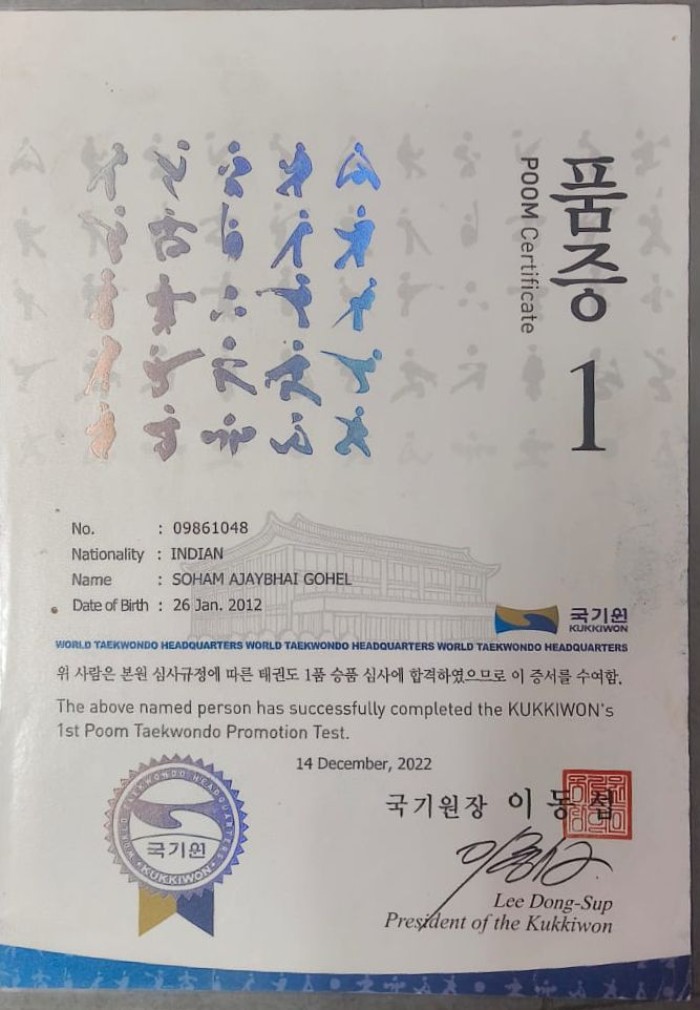 품증
POOM Certificate
1
No. : 09861048
Nationality : INDIAN
Name : SOHAM AJAYBHAI GOHEL
Date of Birth : 26 Jan. 2012
국기원
KUKKIWON
WORLD TAEKWONDO HEADQUARTERS WORLD TAEKWONDO HEADQUARTERS WORLD TAEKWONDO HEADQUARTERS
위 사람은 본원 심사규정에 따른 태권도 1품 승품 심사에 합격하였으므로 이 증서를 수여함.
The above named person has successfully completed the KUKKIWON's
1st Poom Taekwondo Promotion Test.
14 December, 2022
WORLD TAEKWONDO HEADQUARTERS
국기원
KUKKIWON
국기원장 이동섭
Lee Dong-Sup
President of the Kukkiwon